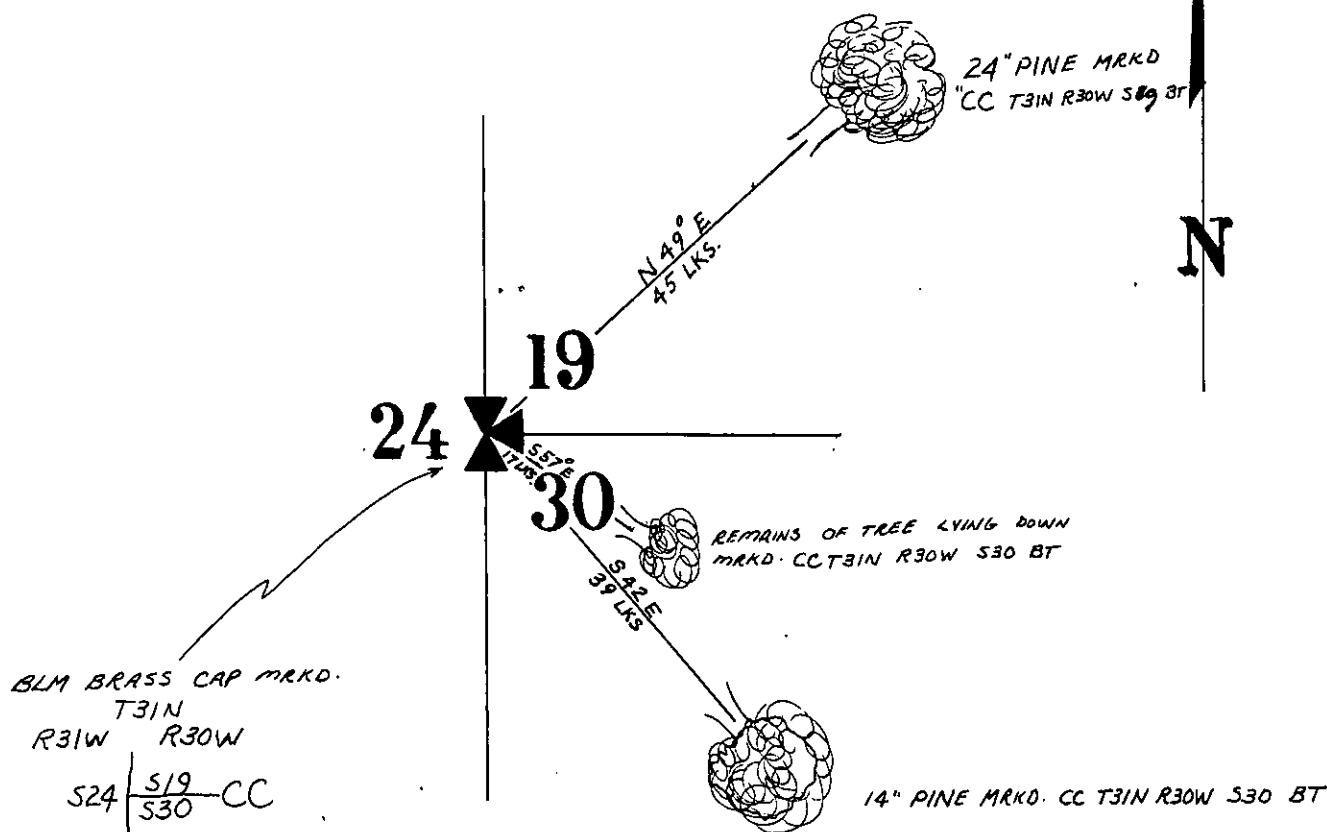 24" PINE MRKD
"CC T31N R30W S19 BT
N
N 49° E
45 LKS.
19
24
S57° E
17 LKS.
30
REMAINS OF TREE LYING DOWN
MRKD. CC T31N R30W S30 BT
S 42 E
39 LKS
BLM BRASS CAP MRKD.
T31N
R31W R30W
S24 S19 CC
S30
14" PINE MRKD. CC T31N R30W S30 BT